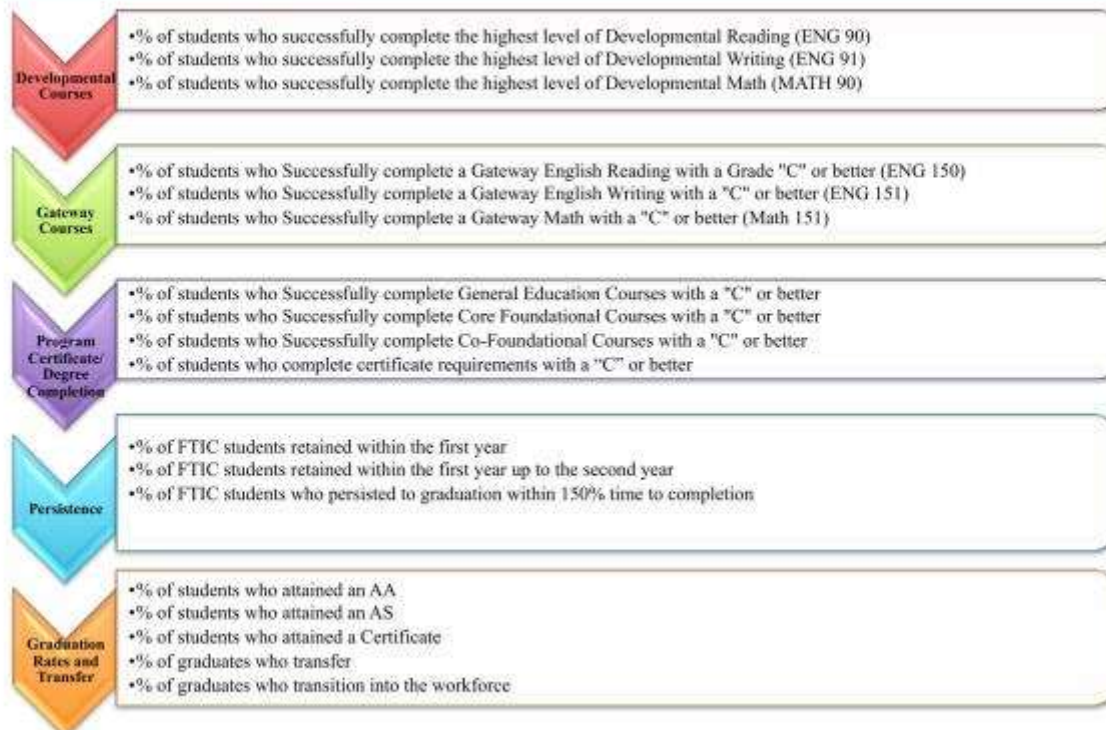 Developmental
Courses
•% of students who successfully complete the highest level of Developmental Reading (ENG 90)
•% of students who successfully complete the highest level of Developmental Writing (ENG 91)
•% of students who successfully complete the highest level of Developmental Math (MATH 90)
Gateway
Courses
•% of students who Successfully complete a Gateway English Reading with a Grade "C" or better (ENG 150)
•% of students who Successfully complete a Gateway English Writing with a "C" or better (ENG 151)
•% of students who Successfully complete a Gateway Math with a "C" or better (Math 151)
Program
Certificate/
Degree
Completion
•% of students who Successfully complete General Education Courses with a "C" or better
•% of students who Successfully complete Core Foundational Courses with a "C" or better
•% of students who Successfully complete Co-Foundational Courses with a "C" or better
•% of students who complete certificate requirements with a “C” or better
Persistence
•% of FTIC students retained within the first year
•% of FTIC students retained within the first year up to the second year
•% of FTIC students who persisted to graduation within 150% time to completion
Graduation
Rates and
Transfer
•% of students who attained an AA
•% of students who attained an AS
•% of students who attained a Certificate
•% of graduates who transfer
•% of graduates who transition into the workforce